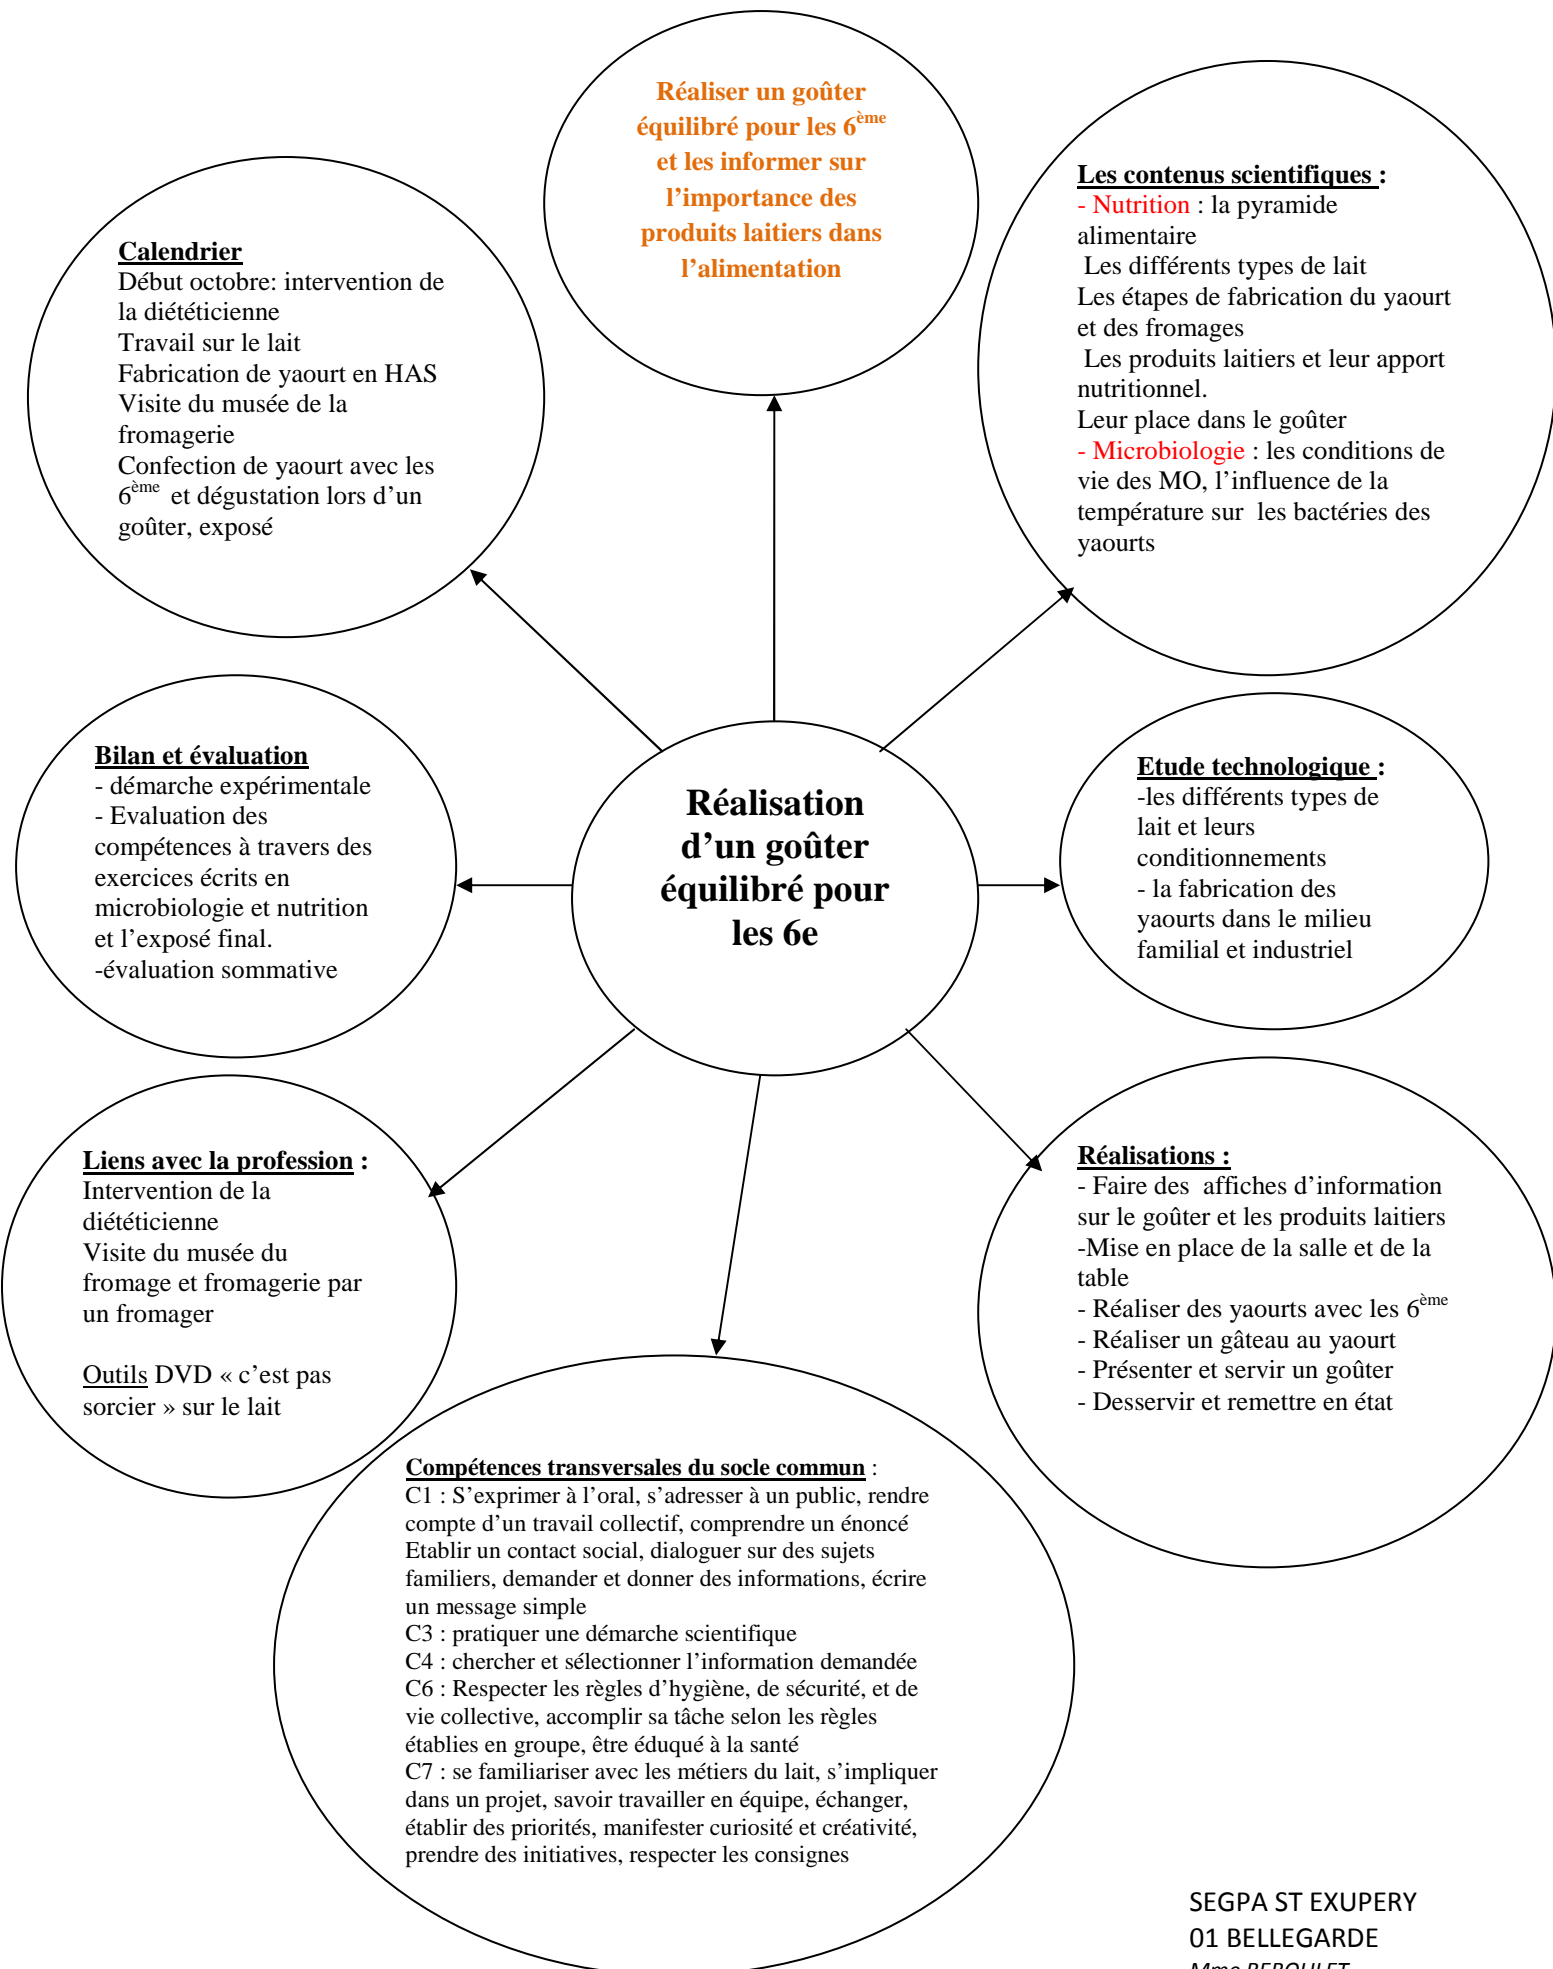 Réaliser un goûter
équilibré pour les 6ème
et les informer sur
l’importance des
produits laitiers dans
l’alimentation
Calendrier
Début octobre: intervention de
la diététicienne
Travail sur le lait
Fabrication de yaourt en HAS
Visite du musée de la
fromagerie
Confection de yaourt avec les
6ème et dégustation lors d’un
goûter, exposé
Les contenus scientifiques :
- Nutrition : la pyramide
alimentaire
Les différents types de lait
Les étapes de fabrication du yaourt
et des fromages
Les produits laitiers et leur apport
nutritionnel.
Leur place dans le goûter
- Microbiologie : les conditions de
vie des MO, l’influence de la
température sur les bactéries des
yaourts
Bilan et évaluation
- démarche expérimentale
- Evaluation des
compétences à travers des
exercices écrits en
microbiologie et nutrition
et l’exposé final.
-évaluation sommative
Réalisation
d’un goûter
équilibré pour
les 6e
Etude technologique :
-les différents types de
lait et leurs
conditionnements
- la fabrication des
yaourts dans le milieu
familial et industriel
Liens avec la profession :
Intervention de la
diététicienne
Visite du musée du
fromage et fromagerie par
un fromager
Outils DVD « c’est pas
sorcier » sur le lait
Réalisations :
- Faire des affiches d’information
sur le goûter et les produits laitiers
-Mise en place de la salle et de la
table
- Réaliser des yaourts avec les 6ème
- Réaliser un gâteau au yaourt
- Présenter et servir un goûter
- Desservir et remettre en état
Compétences transversales du socle commun :
C1 : S’exprimer à l’oral, s’adresser à un public, rendre
compte d’un travail collectif, comprendre un énoncé
Etablir un contact social, dialoguer sur des sujets
familiers, demander et donner des informations, écrire
un message simple
C3 : pratiquer une démarche scientifique
C4 : chercher et sélectionner l’information demandée
C6 : Respecter les règles d’hygiène, de sécurité, et de
vie collective, accomplir sa tâche selon les règles
établies en groupe, être éduqué à la santé
C7 : se familiariser avec les métiers du lait, s’impliquer
dans un projet, savoir travailler en équipe, échanger,
établir des priorités, manifester curiosité et créativité,
prendre des initiatives, respecter les consignes
SEGPA ST EXUPERY
01 BELLEGARDE
Mme